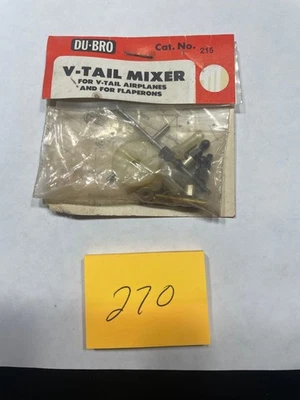 DU-BRO
Cat. No. 216
V-TAIL MIXER
FOR V-TAIL AIRPLANES
AND FOR FLAPERONS
270